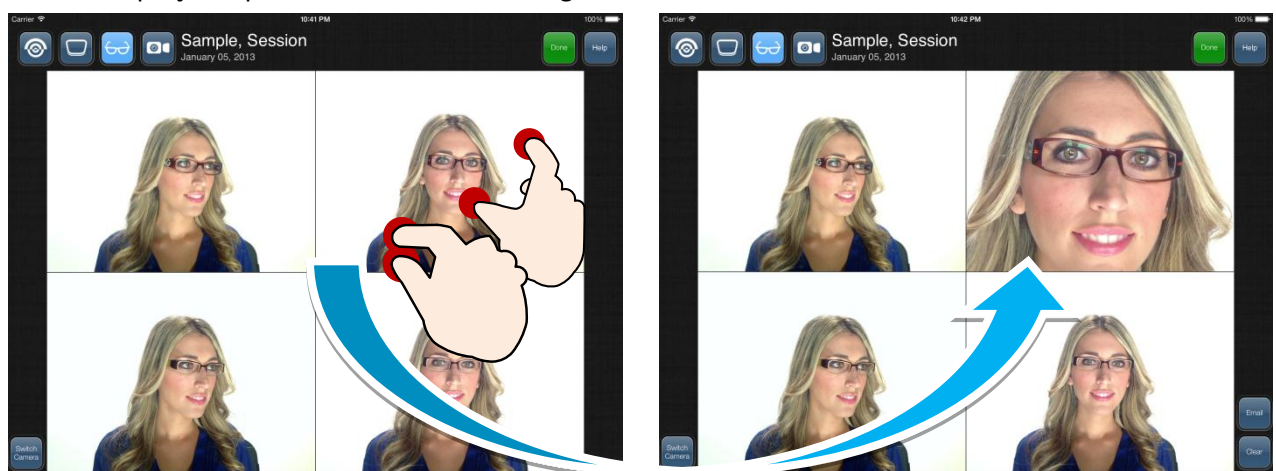 Carrier 10:41 PM 100%
Sample, Session
January 05, 2013
Done
Help
Switch
Camera
Carrier 10:42 PM 100%
Sample, Session
January 05, 2013
Done
Help
Email
Switch
Camera
Clear